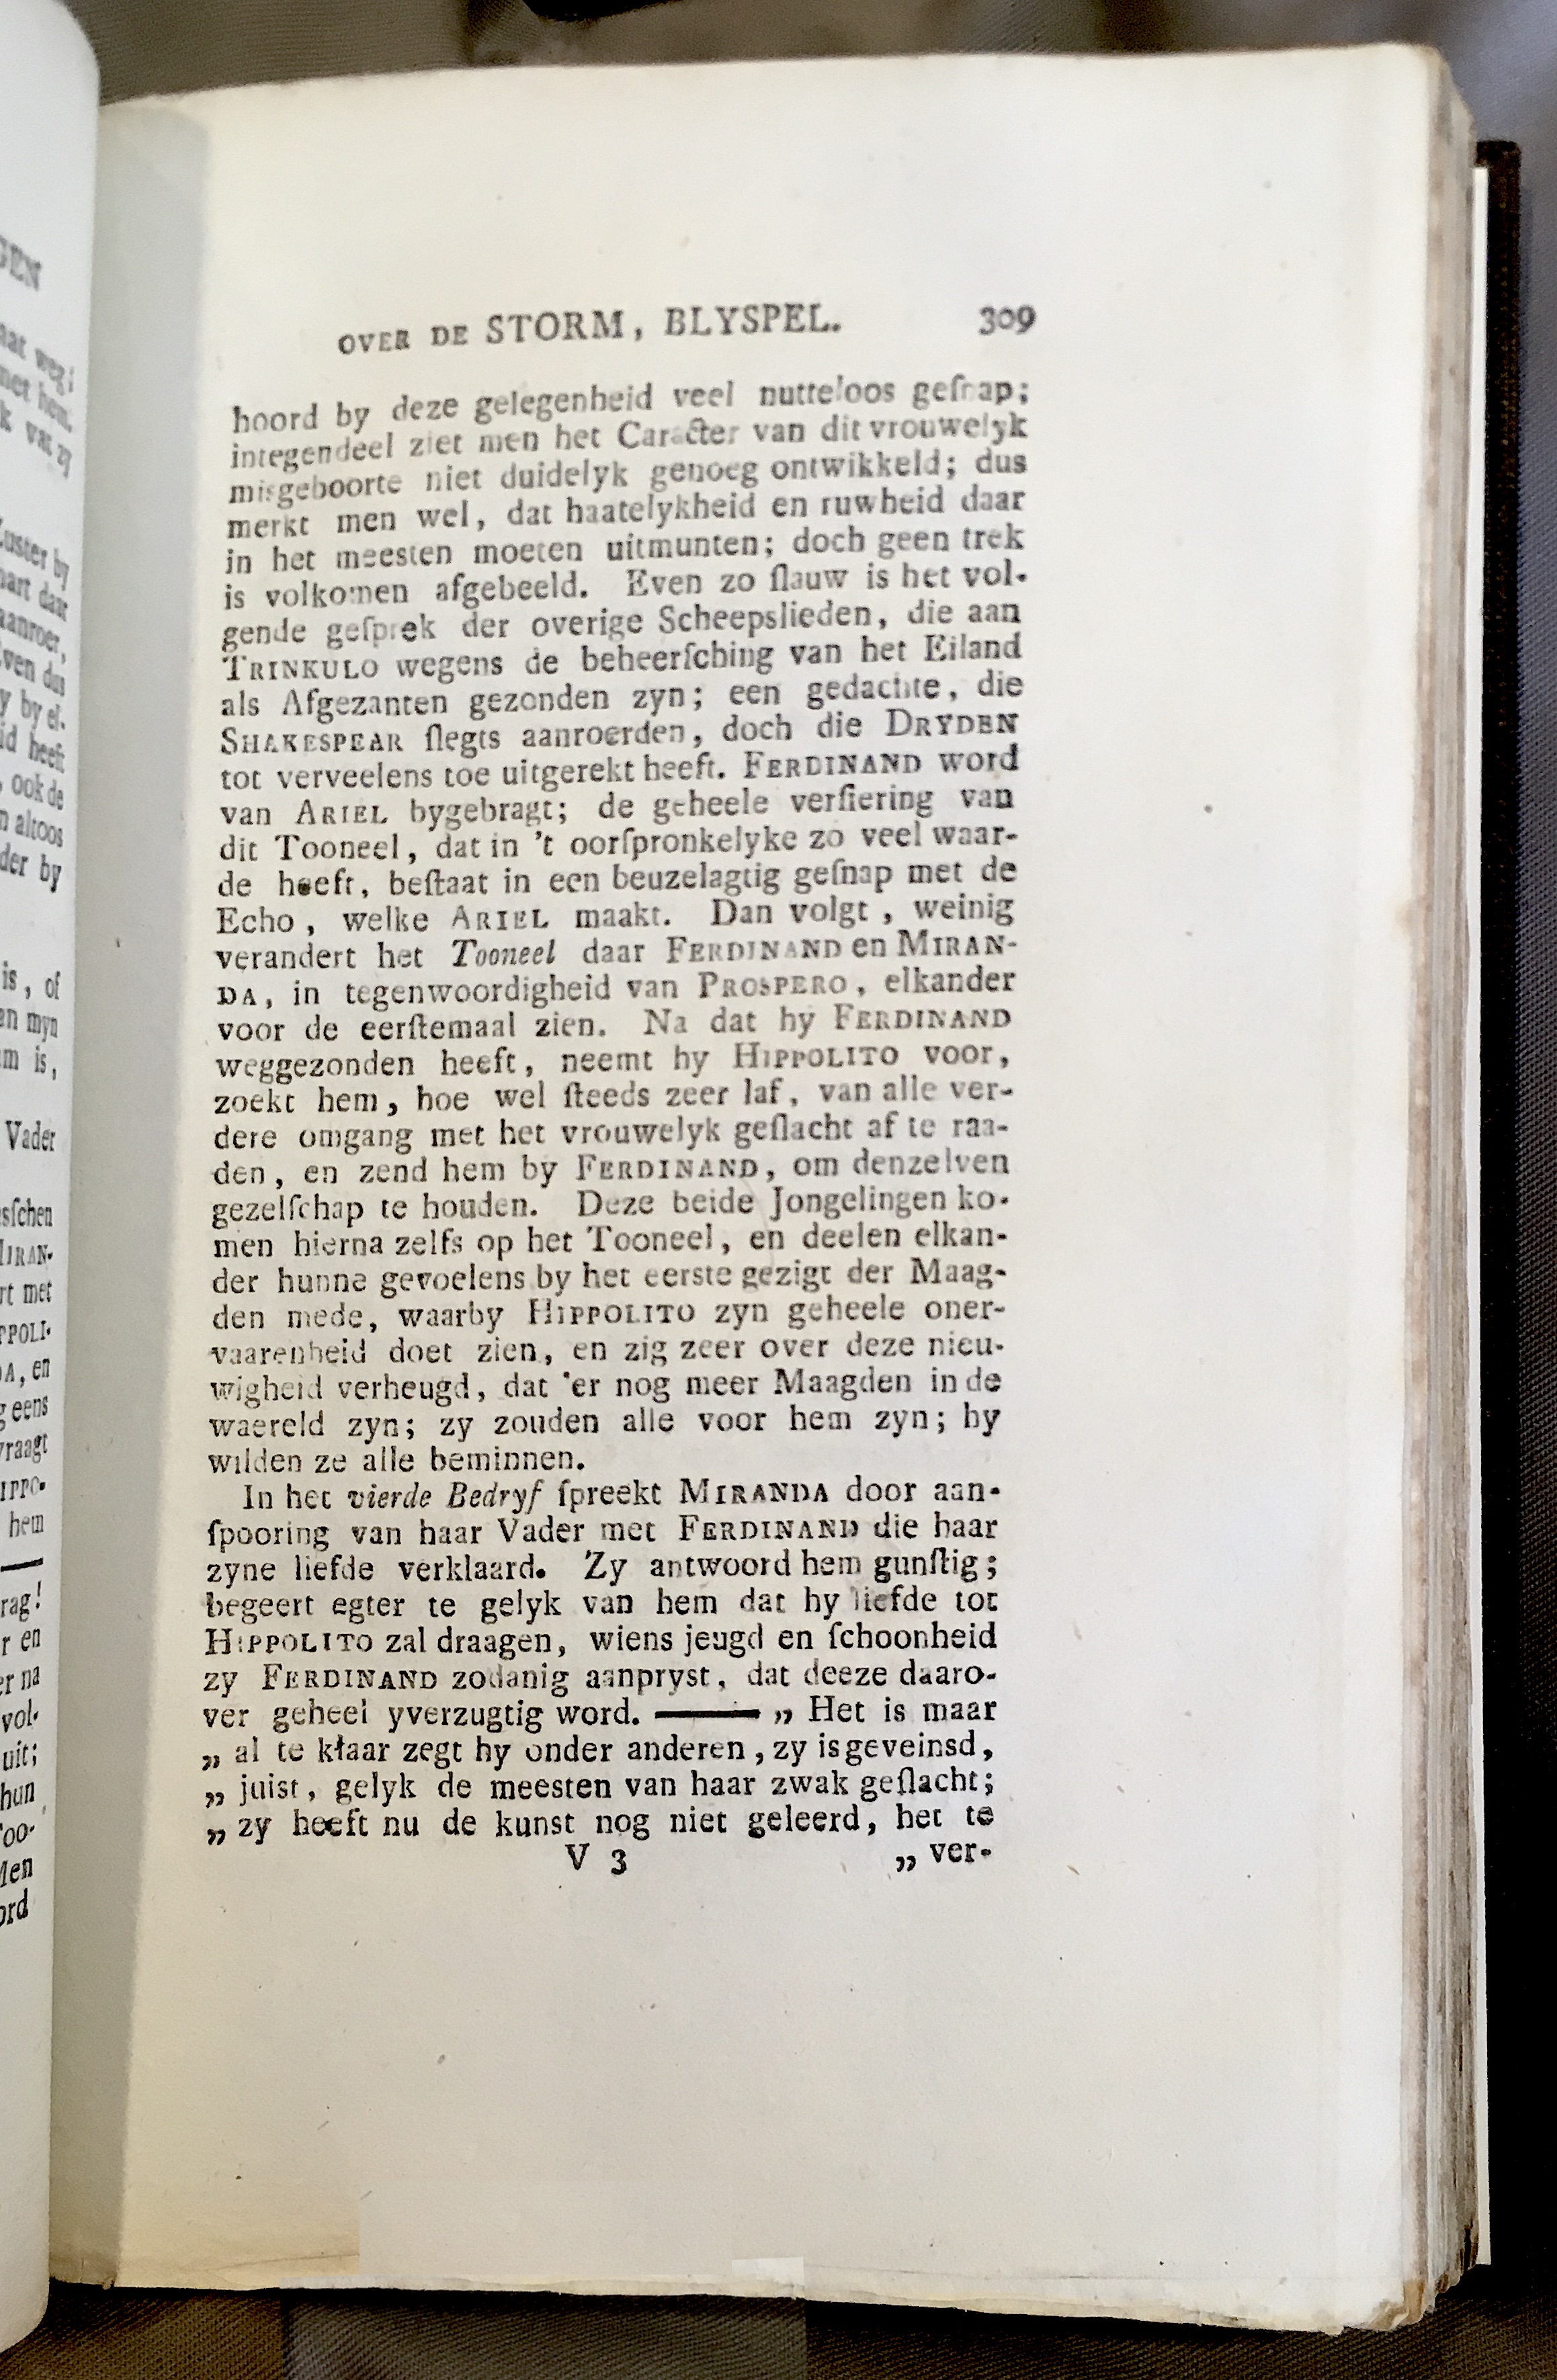 OVER DE STORM, BLYSPEL. 309
hoord by deze gelegenheid veel nutteloos geſnap;
integendeel ziet men het Caracter van dit vrouwelyk
misgeboorte niet duidelyk genoeg ontwikkeld; dus
merkt men wel, dat haatelykheid en ruwheid daar
in het meesten moeten uitmunten; doch geen trek
is volkomen afgebeeld. Even zo ſlauw is het vol-
gende geſprek der overige Scheepslieden, die aan
TRINKULO wegens de beheerſching van het Eiland
als Afgezanten gezonden zyn; een gedachte, die
SHAKESPEAR ſlegts aanroerden, doch die DRYDEN
tot verveelens toe uitgerekt heeft. FERDINAND word
van ARIEL bygebragt; de geheele verſiering van
dit Tooneel, dat in 't oorſpronkelyke zo veel waar-
de heeft, beſtaat in een beuzelagtig geſnap met de
Echo, welke ARIEL maakt. Dan volgt, weinig
verandert het Tooneel daar FERDINAND en MIRAN-
DA, in tegenwoordigheid van PROSPERO, elkander
voor de eerſtemaal zien. Na dat hy FERDINAND
weggezonden heeft, neemt hy HIPPOLITO voor,
zoekt hem, hoe wel ſteeds zeer laf, van alle ver-
dere omgang met het vrouwelyk geſlacht af te raa-
den, en zend hem by FERDINAND, om denzelven
gezelſchap te houden. Deze beide Jongelingen ko-
men hierna zelfs op het Tooneel, en deelen elkan-
der hunne gevoelens by het eerste gezigt der Maag-
den mede, waarby HIPPOLITO zyn geheele oner-
vaarenheid doet zien, en zig zeer over deze nieu-
wigheid verheugd, dat 'er nog meer Maagden in de
waereld zyn; zy zouden alle voor hem zyn; hy
wilden ze alle beminnen.
In het vierde Bedryf ſpreekt MIRANDA door aan-
ſpooring van haar Vader met FERDINAND die haar
zyne liefde verklaard. Zy antwoord hem gunſtig;
begeert egter te gelyk van hem dat hy liefde tot
HIPPOLITO zal draagen, wiens jeugd en ſchoonheid
zy FERDINAND zodanig aanpryst, dat deeze daaro-
ver geheel yverzugtig word. ——— „ Het is maar
„ al te klaar zegt hy onder anderen, zy is geveinsd,
„ juist, gelyk de meesten van haar zwak geſlacht;
„ zy heeft nu de kunst nog niet geleerd, het te
V 3 „ ver-